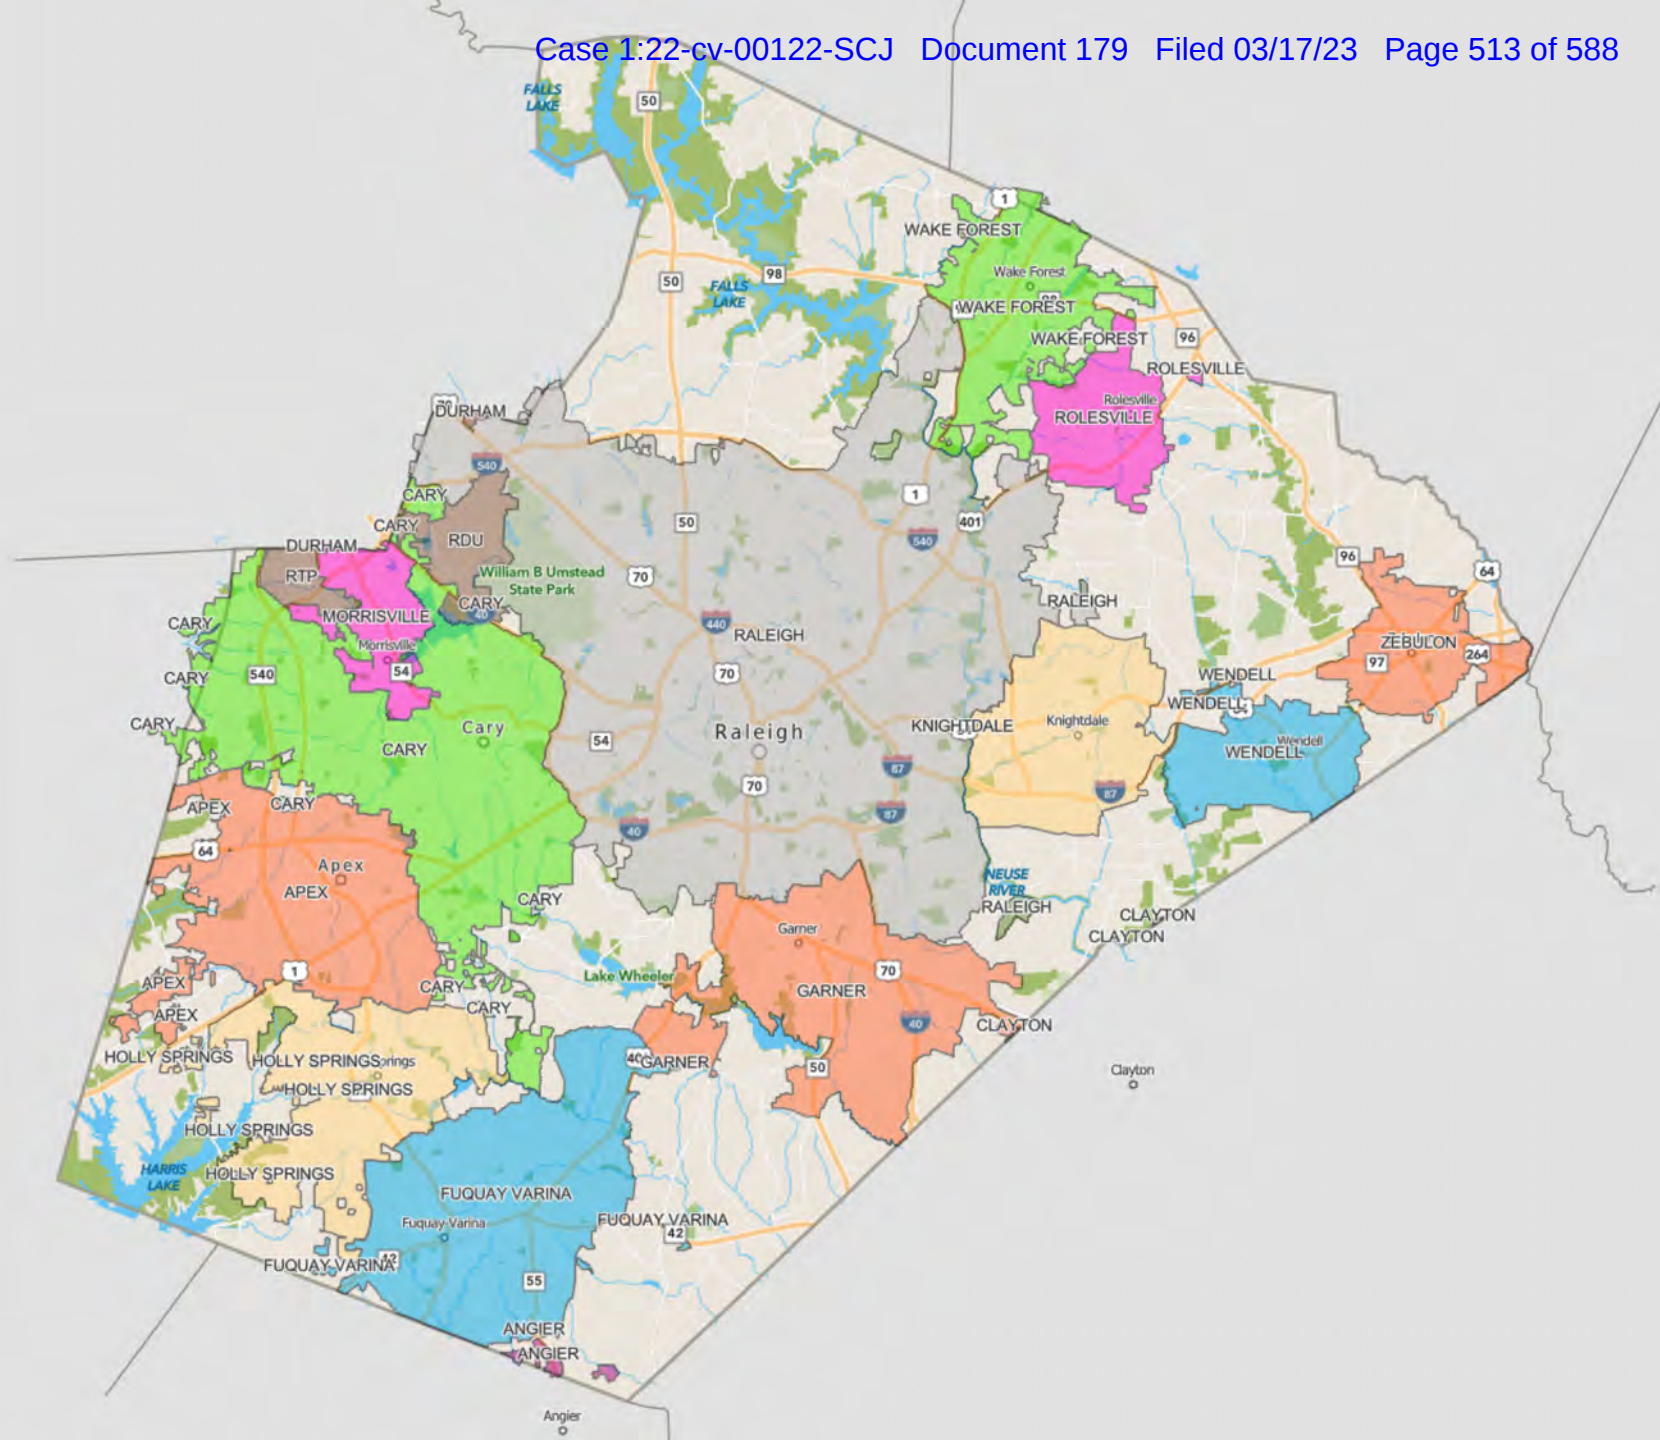 Case 1:22-cv-00122-SCJ Document 179 Filed 03/17/23 Page 513 of 588
FALLS
LAKE
50
1
WAKE FOREST
Wake Forest
98
50
FALLS
LAKE
98
WAKE FOREST
WAKE FOREST
96
ROLESVILLE
Rolesville
ROLESVILLE
70
DURHAM
540
CARY
1
50
401
CARY
540
RDU
DURHAM
96
RTP
70
William B Umstead
State Park
64
CARY
40
RALEIGH
MORRISVILLE
CARY
440
RALEIGH
Morrisville
ZEBULON
97
264
54
540
70
CARY
WENDELL
WENDELL
KNIGHTDALE
Knightdale
CARY
Cary
54
Raleigh
CARY
Wendell
WENDELL
87
70
87
APEX
CARY
87
40
64
Apex
APEX
NEUSE
RIVER
CARY
RALEIGH
CLAYTON
Garner
CLAYTON
1
70
Lake Wheeler
APEX
CARY
GARNER
CARY
APEX
40
CLAYTON
HOLLY SPRINGS
HOLLY SPRINGS
prings
GARNER
50
Clayton
HOLLY SPRINGS
HOLLY SPRINGS
HARRIS
LAKE
HOLLY SPRINGS
FUQUAY VARINA
Fuquay-Varina
FUQUAY VARINA
42
FUQUAY VARINA
42
55
ANGIER
ANGIER
Angier